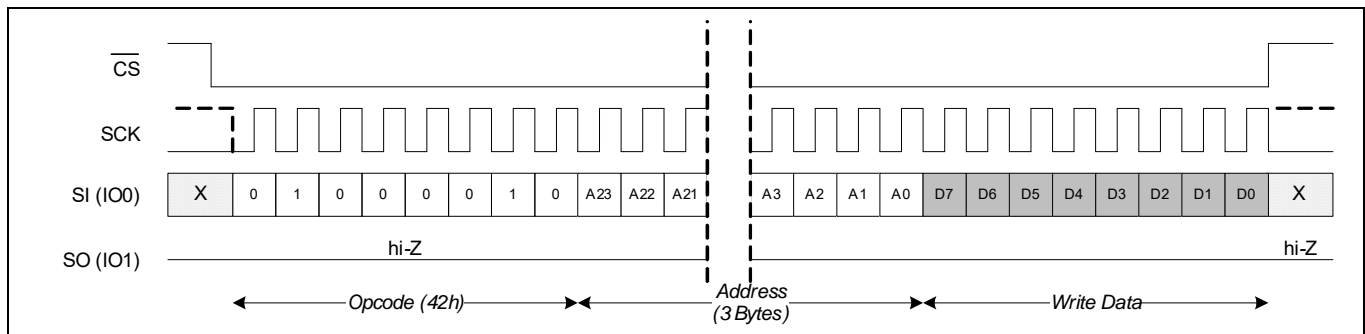 CS
SCK
SI (IO0) X 0 1 0 0 0 0 1 0 A23 A22 A21 A3 A2 A1 A0 D7 D6 D5 D4 D3 D2 D1 D0 X
hi-Z hi-Z
SO (IO1)
Opcode (42h) Address Write Data
(3 Bytes)